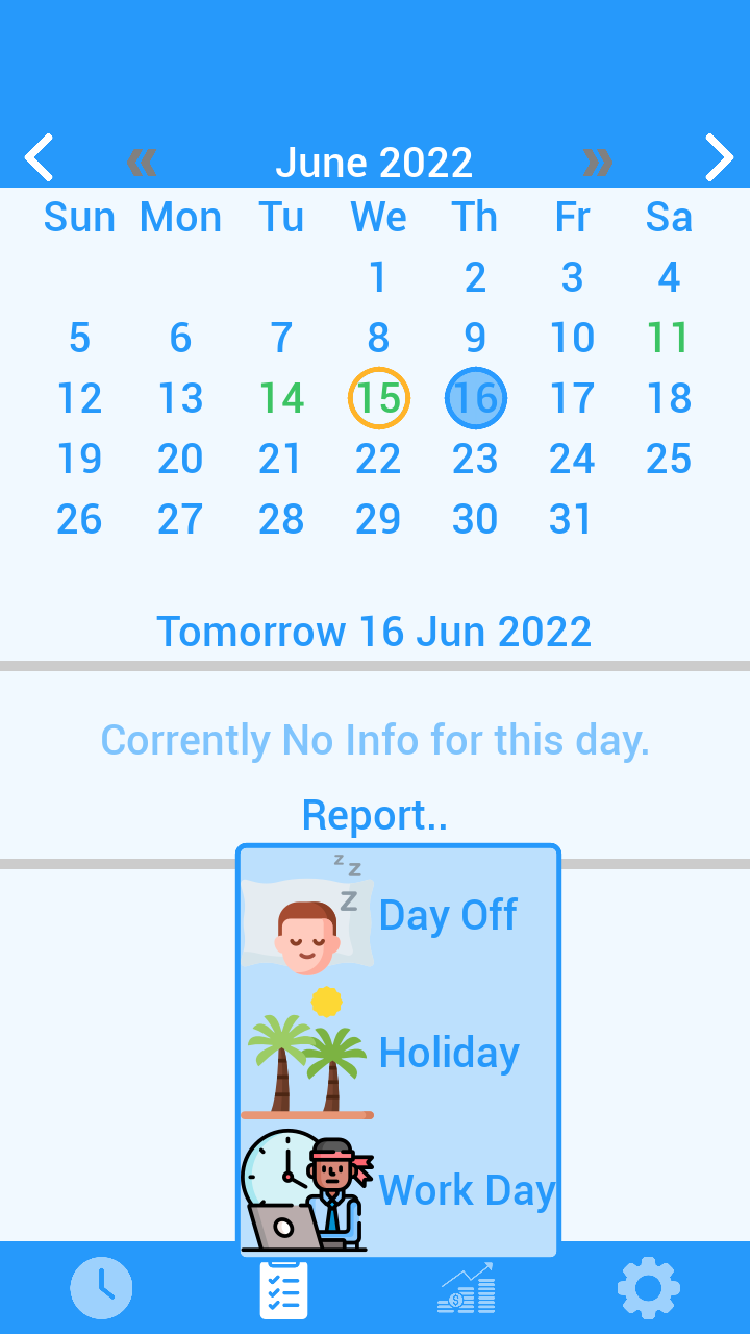 « June 2022 »
Sun Mon Tu We Th Fr Sa
1 2 3 4
5 6 7 8 9 10 11
12 13 14 15 16 17 18
19 20 21 22 23 24 25
26 27 28 29 30 31
Tomorrow 16 Jun 2022
Corrently No Info for this day.
Report..
z z
Z
Day Off
Holiday
Work Day
$